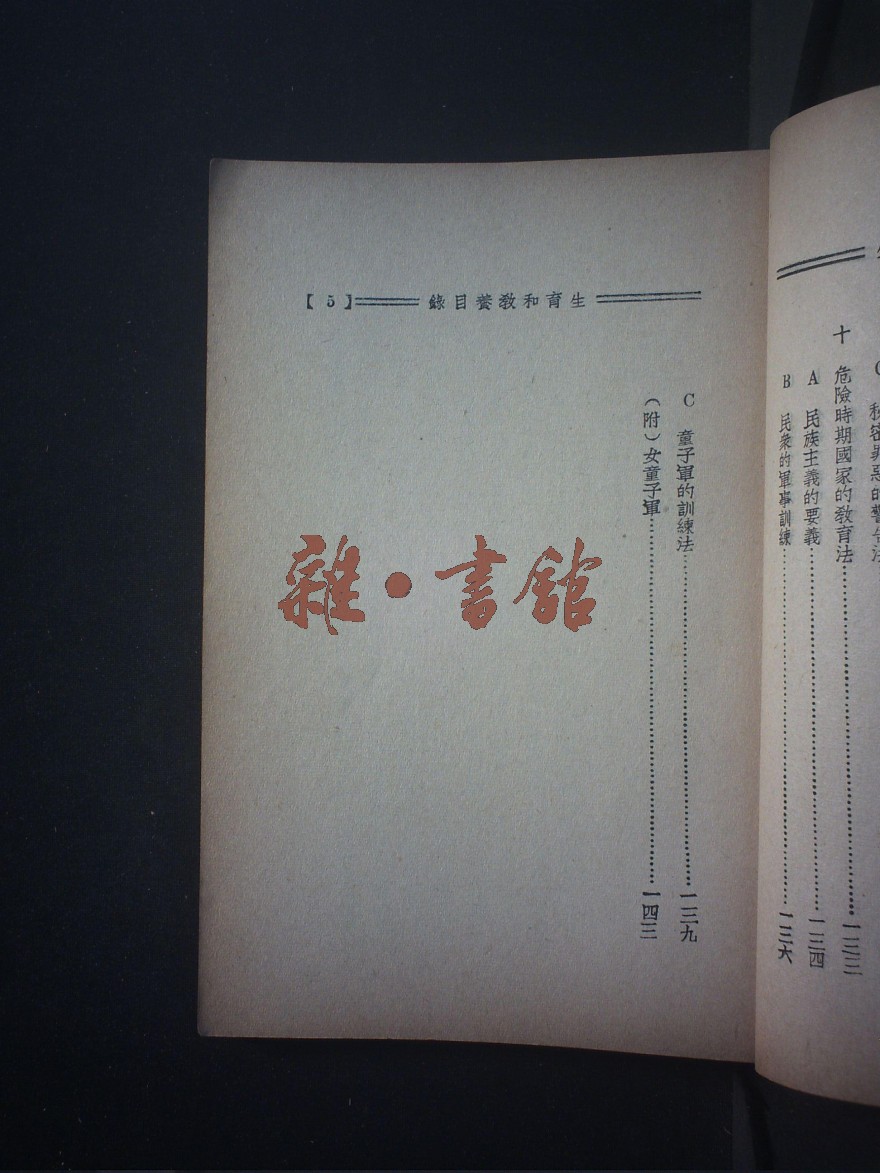 十　危險時期國家的教育法……一三三
A　民族主義的要義……一三四
B　民衆的軍事訓練……一三六
生育和教養目錄【5】
C　童子軍的訓練法……一三九
（附）女童子軍……一四三
雜·書館